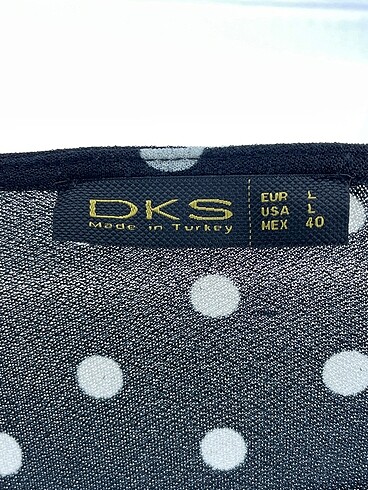 DKS
Made in Turkey
EUR L
USA L
MEX 40